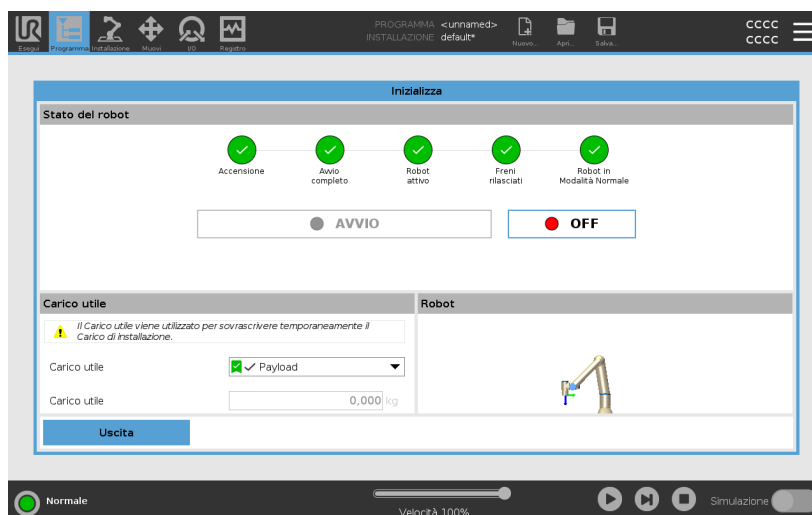 UR
PROGRAMMA <unnamed>
INSTALLAZIONE default*
Esegui Programma Installazione Muovi I/O Registro
Nuovo... Apri... Salva...
CCCC
CCCC
Inizializza
Stato del robot
Accensione
Avvio
completo
Robot
attivo
Freni
rilasciati
Robot in
Modalità Normale
AVVIO
OFF
Carico utile
Robot
Il Carico utile viene utilizzato per sovrascrivere temporaneamente il
Carico di installazione.
Carico utile
Payload
Carico utile
0,000 kg
Uscita
Normale
Velocità 100%
Simulazione